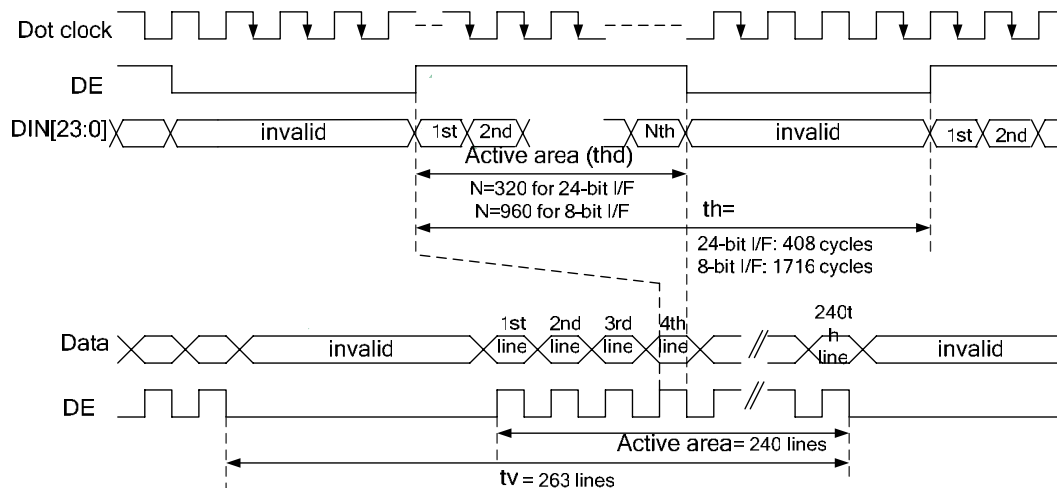 Dot clock
DE
DIN[23:0]
invalid
1st
2nd
Nth
invalid
1st
2nd
Active area (thd)
N=320 for 24-bit I/F
N=960 for 8-bit I/F
th=
24-bit I/F: 408 cycles
8-bit I/F: 1716 cycles
Data
invalid
1st
line
2nd
line
3rd
line
4th
line
240t
h
line
invalid
DE
Active area= 240 lines
tv = 263 lines